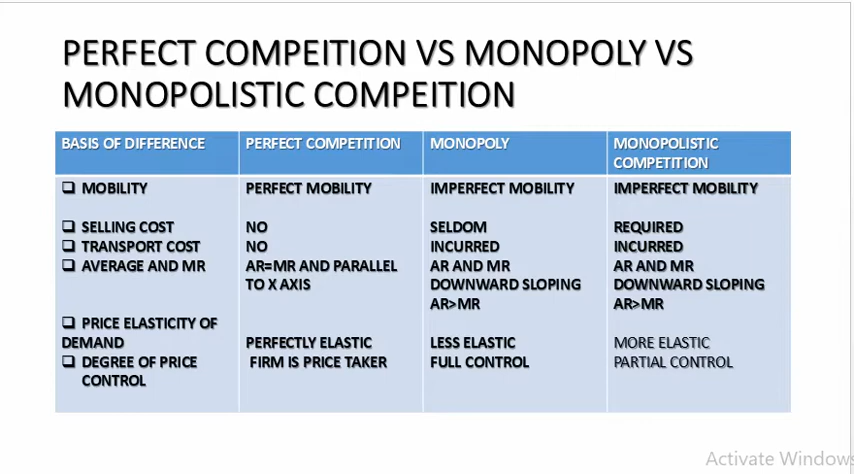 PERFECT COMPEITION VS MONOPOLY VS
MONOPOLISTIC COMPEITION
BASIS OF DIFFERENCE PERFECT COMPETITION MONOPOLY MONOPOLISTIC
COMPETITION
MOBILITY PERFECT MOBILITY IMPERFECT MOBILITY IMPERFECT MOBILITY
SELLING COST NO SELDOM REQUIRED
TRANSPORT COST NO INCURRED INCURRED
AVERAGE AND MR AR=MR AND PARALLEL AR AND MR AR AND MR
TO X AXIS DOWNWARD SLOPING DOWNWARD SLOPING
AR>MR AR>MR
PRICE ELASTICITY OF
DEMAND PERFECTLY ELASTIC LESS ELASTIC MORE ELASTIC
DEGREE OF PRICE FIRM IS PRICE TAKER FULL CONTROL PARTIAL CONTROL
CONTROL
Activate Windows